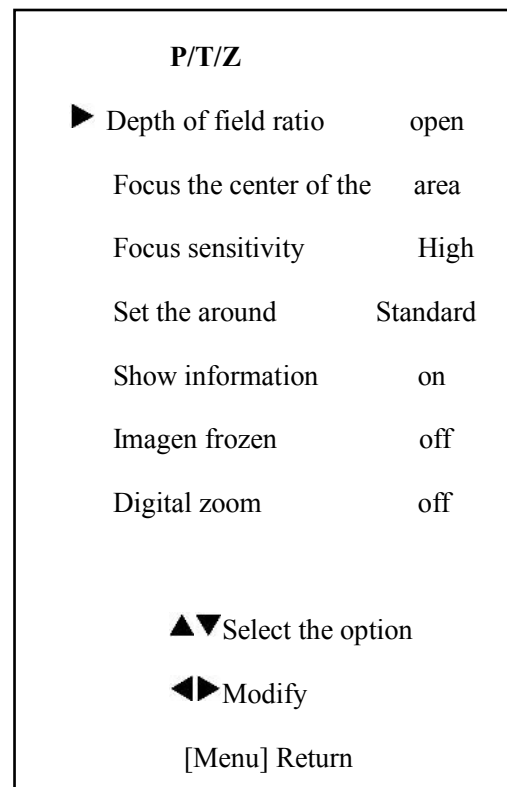 P/T/Z
▶ Depth of field ratio open
Focus the center of the area
Focus sensitivity High
Set the around Standard
Show information on
Imagen frozen off
Digital zoom off
▲▼Select the option
◀▶Modify
[Menu] Return